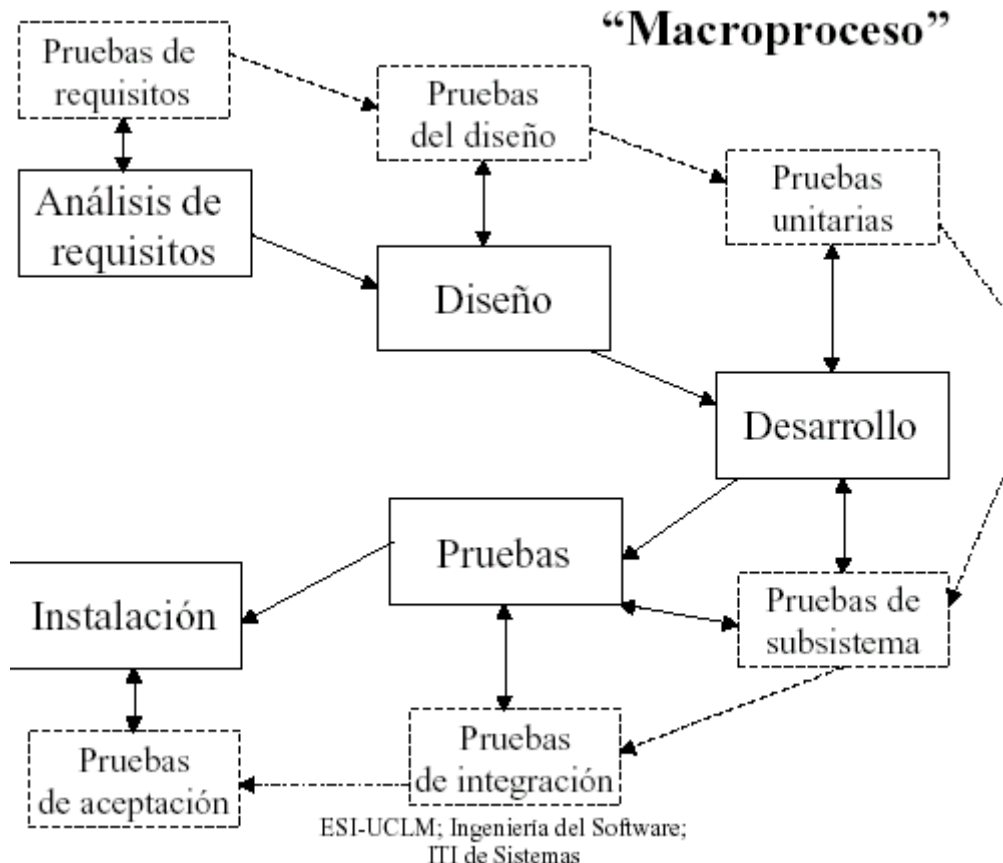 “Macroproceso”
Pruebas de
requisitos
Pruebas
del diseño
Pruebas
unitarias
Análisis de
requisitos
Diseño
Desarrollo
Pruebas
Instalación
Pruebas de
subsistema
Pruebas
de integración
Pruebas
de aceptación
ESI-UCLM; Ingeniería del Software;
ITI de Sistemas